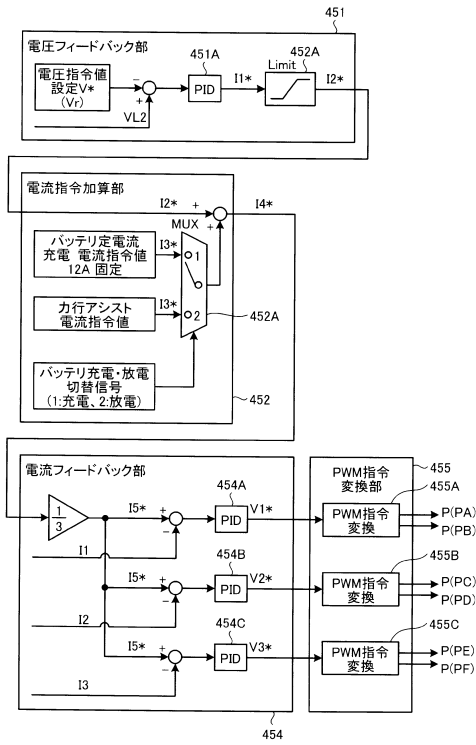 451
電圧フィードバック部
電圧指令値
設定V*
(Vr)
−
+
VL2
451A
PID
I1*
452A
Limit
I2*
電流指令加算部
I2*
+
I4*
MUX
+
バッテリ定電流
充電 電流指令値
12A 固定
I3*
1
力行アシスト
電流指令値
I3*
2
452A
バッテリ充電・放電
切替信号
(1:充電、2:放電)
452
電流フィードバック部
1
3
I5*
+
−
I1
454A
PID
V1*
I5*
+
−
I2
454B
PID
V2*
I5*
+
−
I3
454C
PID
V3*
454
455
PWM指令
変換部
455A
PWM指令
変換
P(PA)
P(PB)
455B
PWM指令
変換
P(PC)
P(PD)
455C
PWM指令
変換
P(PE)
P(PF)